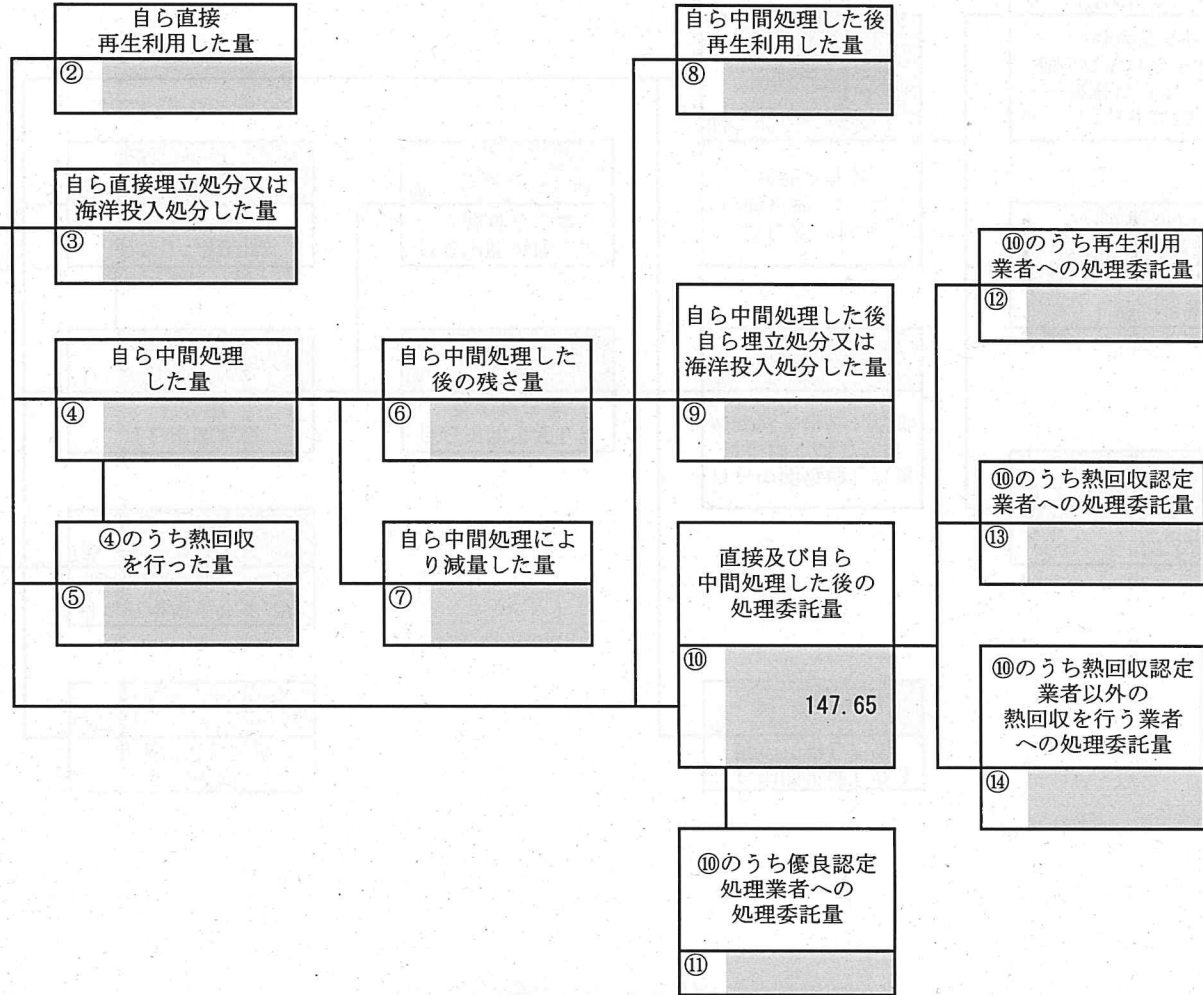 自ら直接
再生利用した量
②
自ら直接埋立処分又は
海洋投入処分した量
③
自ら中間処理
した量
④
④のうち熱回収
を行った量
⑤
自ら中間処理した
後の残さ量
⑥
自ら中間処理によ
り減量した量
⑦
自ら中間処理した後
再生利用した量
⑧
自ら中間処理した後
自ら埋立処分又は
海洋投入処分した量
⑨
直接及び自ら
中間処理した後の
処理委託量
⑩
147.65
⑩のうち優良認定
処理業者への
処理委託量
⑪
⑩のうち再生利用
業者への処理委託量
⑫
⑩のうち熱回収認定
業者への処理委託量
⑬
⑩のうち熱回収認定
業者以外の
熱回収を行う業者
への処理委託量
⑭